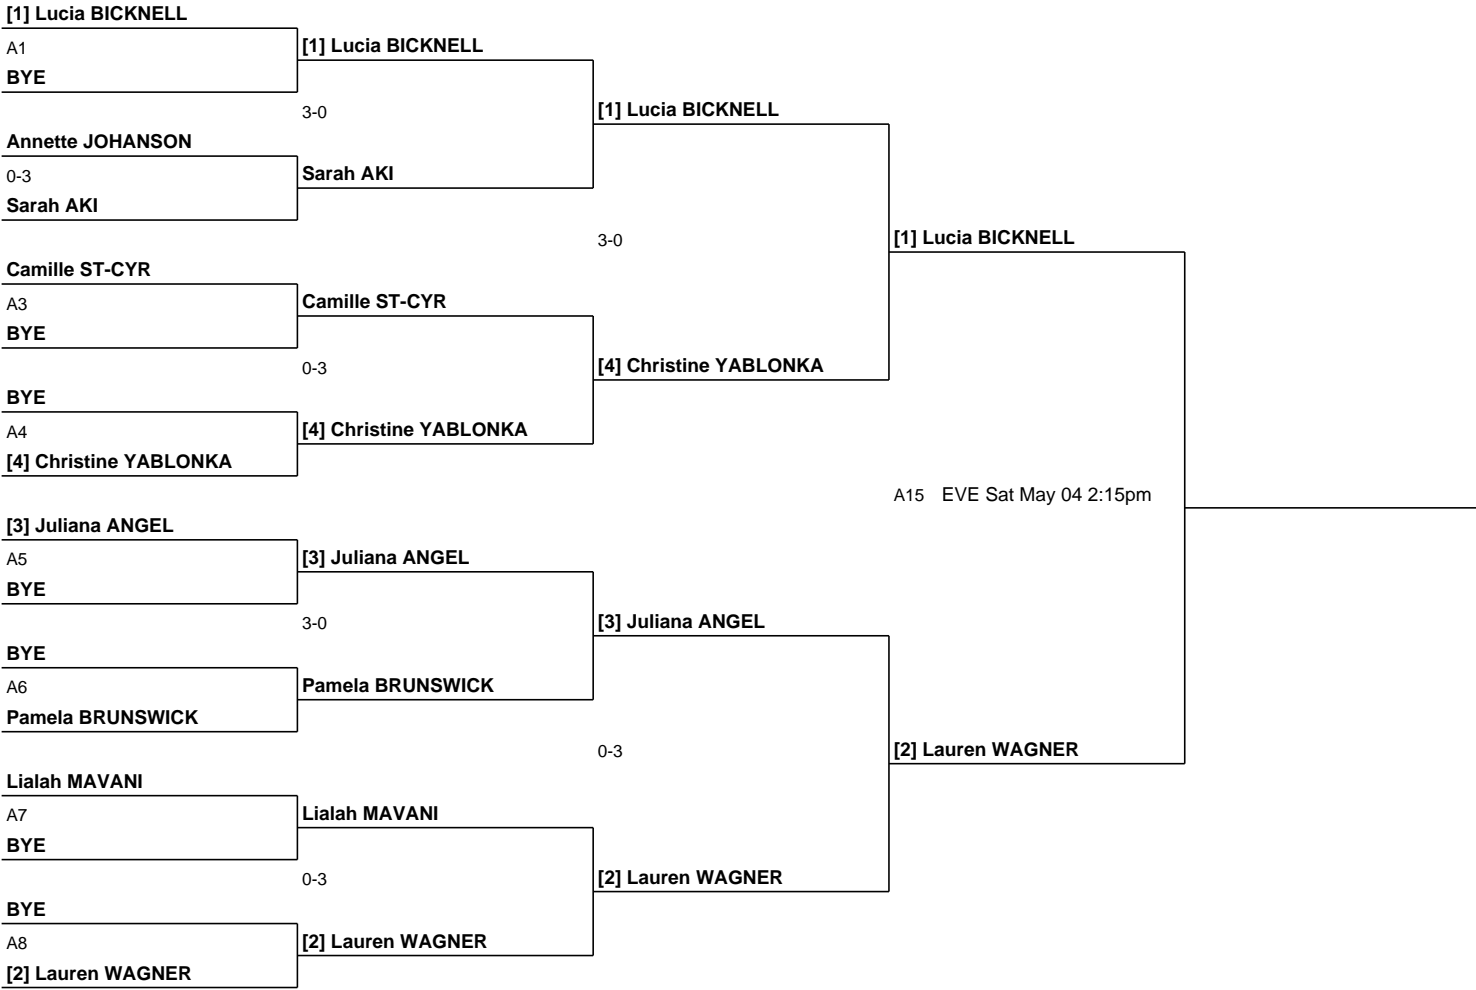 [1] Lucia BICKNELL
A1
[1] Lucia BICKNELL
BYE
3-0
[1] Lucia BICKNELL
Annette JOHANSON
0-3
Sarah AKI
Sarah AKI
3-0
[1] Lucia BICKNELL
Camille ST-CYR
A3
Camille ST-CYR
BYE
0-3
[4] Christine YABLONKA
BYE
A4
[4] Christine YABLONKA
[4] Christine YABLONKA
A15 EVE Sat May 04 2:15pm
[3] Juliana ANGEL
A5
[3] Juliana ANGEL
BYE
3-0
[3] Juliana ANGEL
BYE
A6
Pamela BRUNSWICK
Pamela BRUNSWICK
0-3
[2] Lauren WAGNER
Lialah MAVANI
A7
Lialah MAVANI
BYE
0-3
[2] Lauren WAGNER
BYE
A8
[2] Lauren WAGNER
[2] Lauren WAGNER